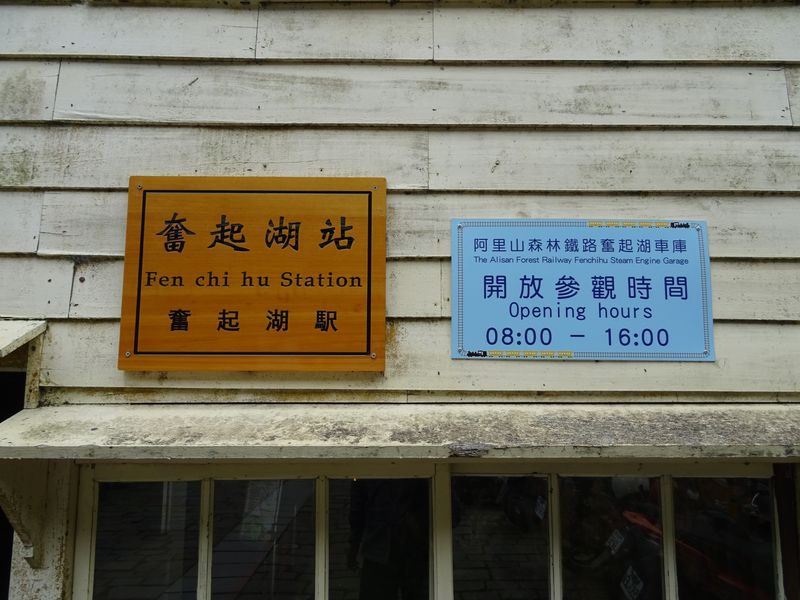 奮起湖站
Fen chi hu Station
奮起湖駅
阿里山森林鐵路奮起湖車庫
The Alisan Forest Railway Fenchihu Steam Engine Garage
開放參觀時間
Opening hours
08:00 - 16:00